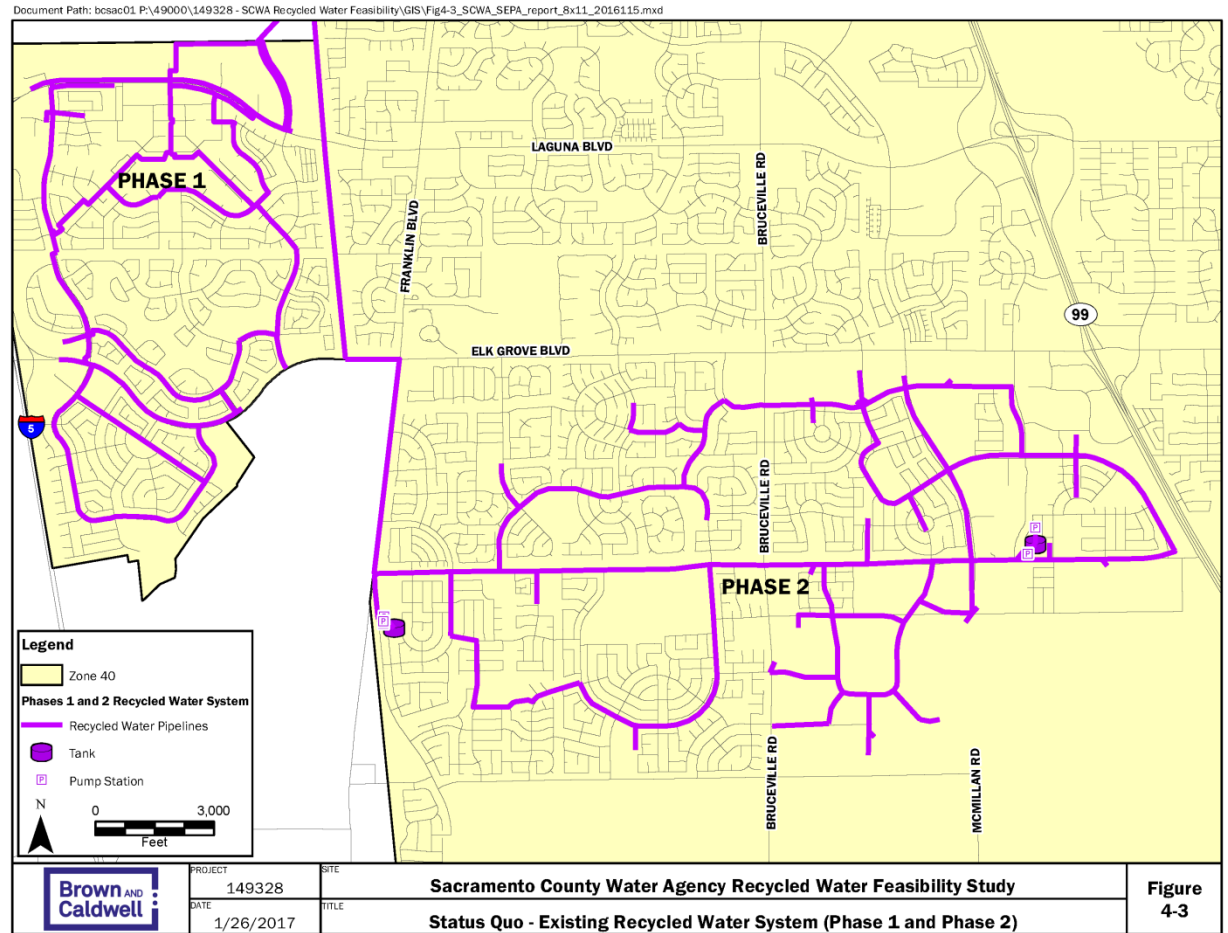 Document Path: bcsac01 P:\49000\149328 - SCWA Recycled Water Feasibility\GIS\Fig4-3_SCWA_SEPA_report_8x11_2016115.mxd
LAGUNA BLVD
PHASE 1
BRUCEVILLE RD
FRANKLIN BLVD
99
ELK GROVE BLVD
5
BRUCEVILLE RD
P
P
PHASE 2
P
BRUCEVILLE RD
MCMILLAN RD
Legend
Zone 40
Phases 1 and 2 Recycled Water System
Recycled Water Pipelines
Tank
P Pump Station
N
0 3,000
Feet
Brown AND
Caldwell
PROJECT
149328
DATE
1/26/2017
SITE
Sacramento County Water Agency Recycled Water Feasibility Study
TITLE
Status Quo - Existing Recycled Water System (Phase 1 and Phase 2)
Figure
4-3